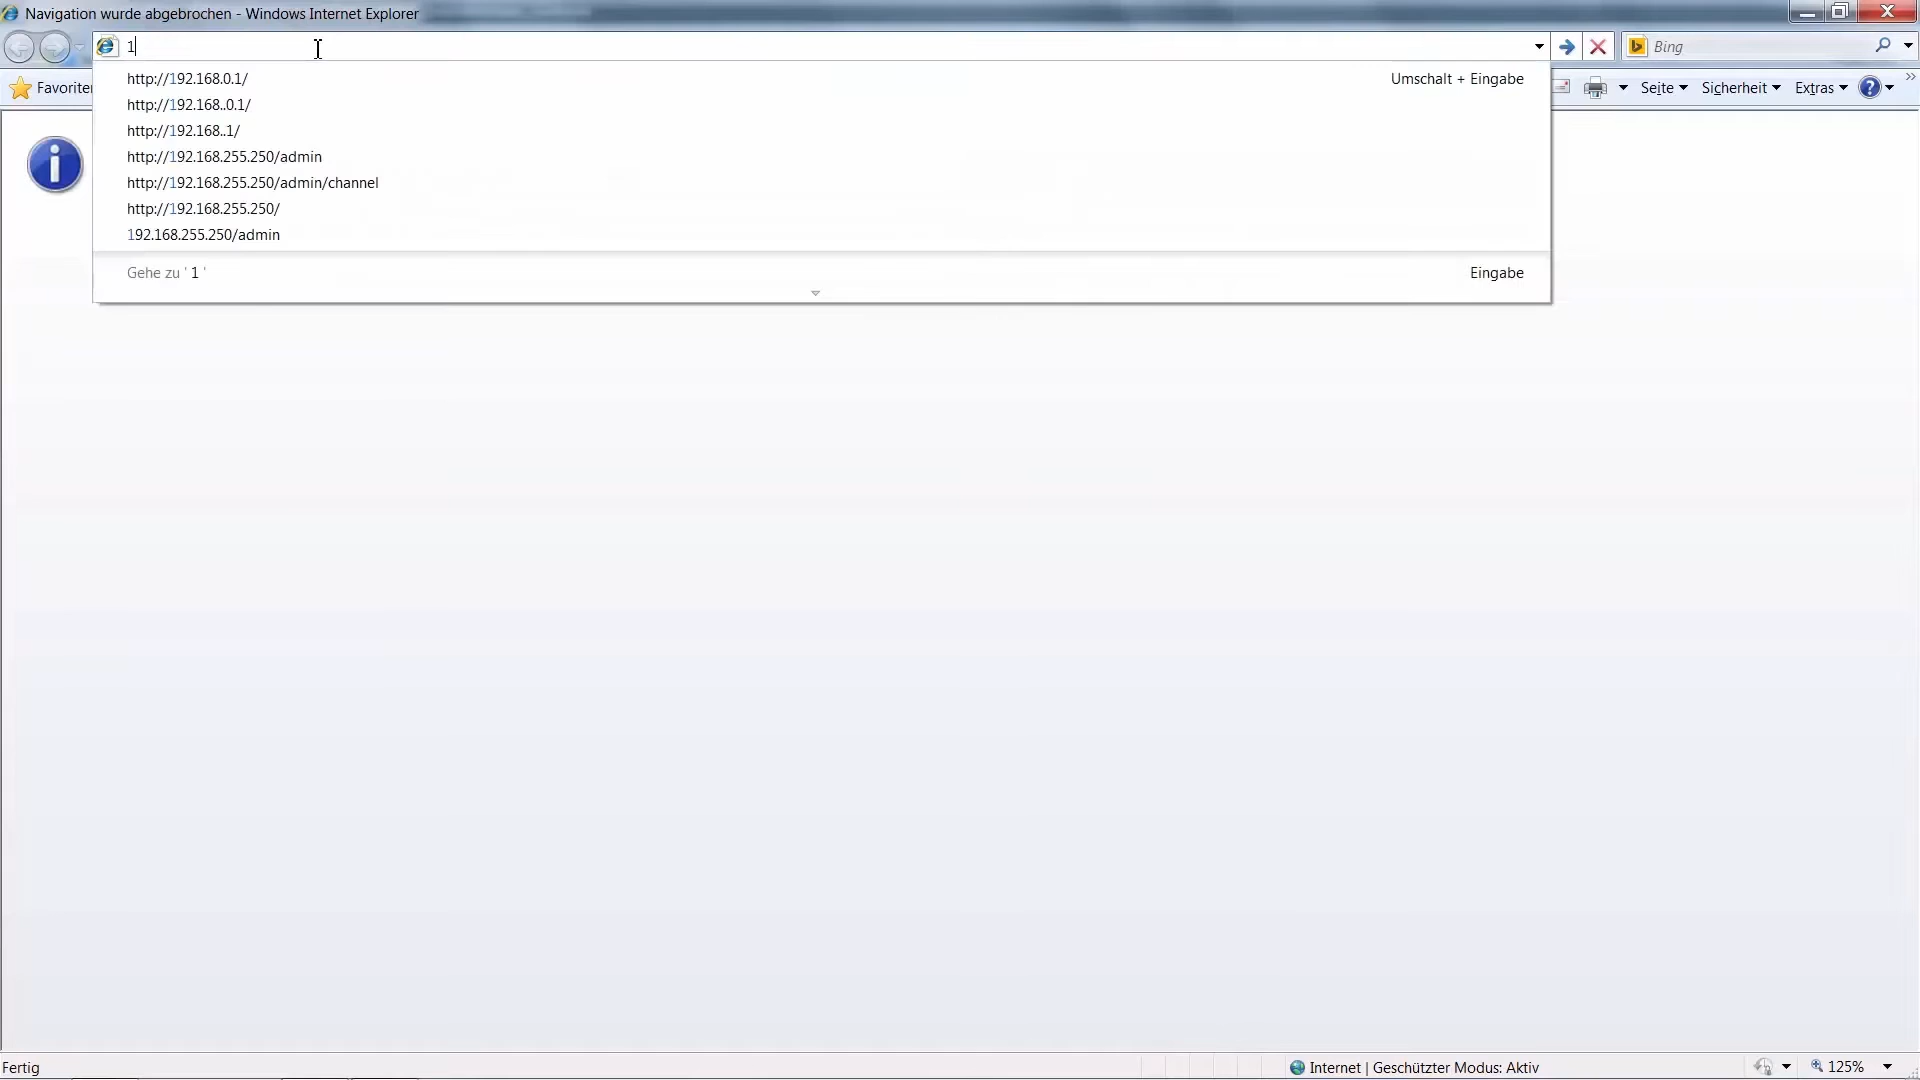 Navigation wurde abgebrochen - Windows Internet Explorer
1
Bing
http://192.168.0.1/
Umschalt + Eingabe
http://192.168..0.1/
http://192.168..1/
http://192.168.255.250/admin
http://192.168.255.250/admin/channel
http://192.168.255.250/
192.168.255.250/admin
Gehe zu ' 1 '
Eingabe
Favoriten
Seite
Sicherheit
Extras
Fertig
Internet | Geschützter Modus: Aktiv
125%